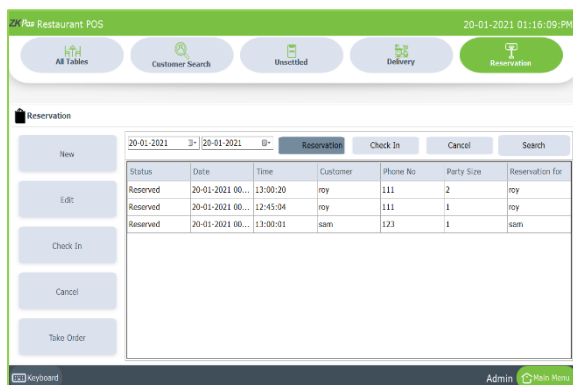 ZKPos Restaurant POS 20-01-2021 01:16:09:PM
All Tables Customer Search Unsettled Delivery Reservation
Reservation
New
Edit
Check In
Cancel
Take Order
20-01-2021 20-01-2021 Reservation Check In Cancel Search
Status Date Time Customer Phone No Party Size Reservation for
Reserved 20-01-2021 00... 13:00:20 roy 111 2 roy
Reserved 20-01-2021 00... 12:45:04 roy 111 1 roy
Reserved 20-01-2021 00... 13:00:01 sam 123 1 sam
Keyboard Admin Main Menu